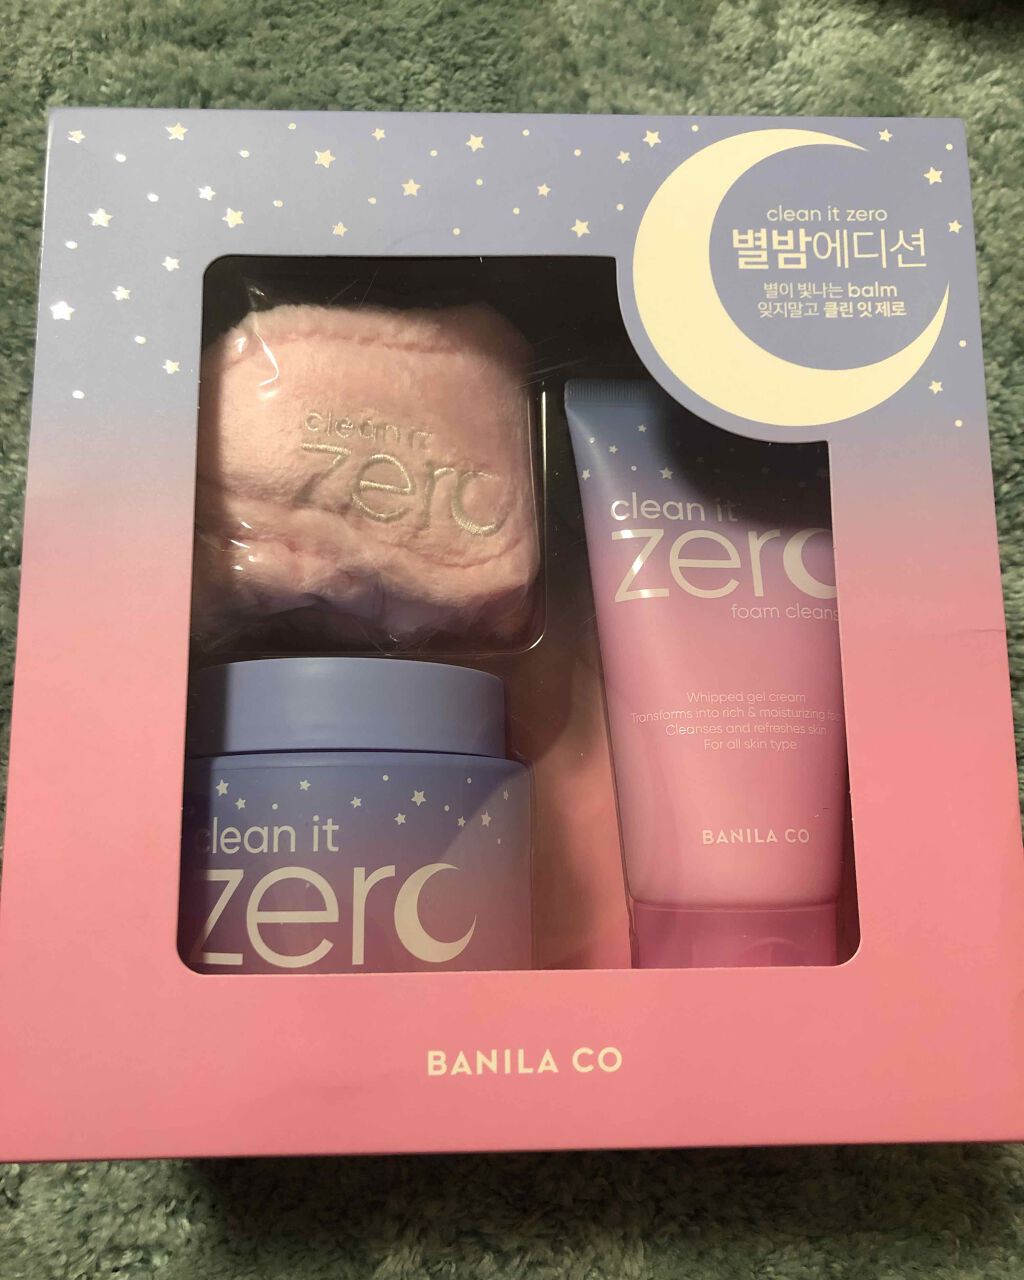 clean it zero
별밤에디션
별이 빛나는 balm
잊지말고 클린 잇 제로
clean it
zero
clean it
zero
foam cleans
Whipped gel cream
Transforms into rich & moisturizing fo
Cleanses and refreshes skin
For all skin type
BANILA CO
clean it
zero
BANILA CO